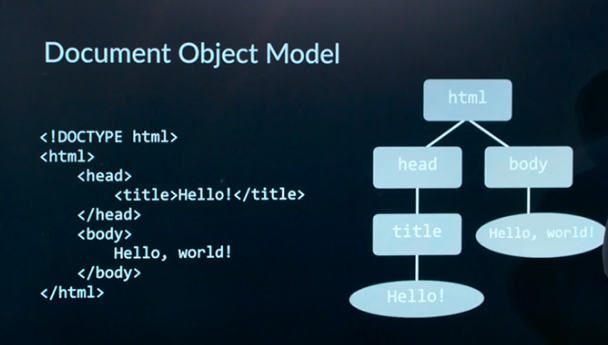 Document Object Model
<!DOCTYPE html>
<html>
    <head>
        <title>Hello!</title>
    </head>
    <body>
        Hello, world!
    </body>
</html>
html
head
body
title
Hello, world!
Hello!